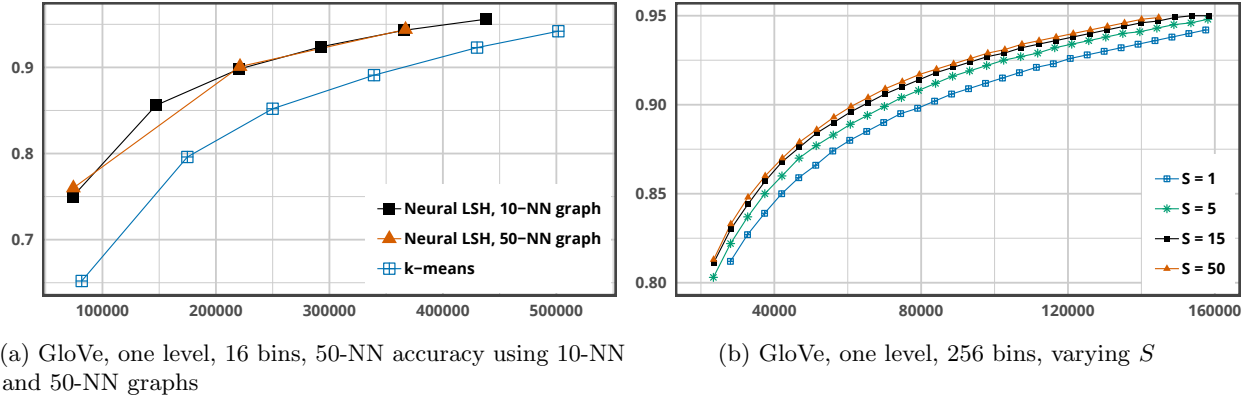 0.9
0.8
0.7
Neural LSH, 10−NN graph
Neural LSH, 50−NN graph
k−means
100000 200000 300000 400000 500000
(a) GloVe, one level, 16 bins, 50-NN accuracy using 10-NN
and 50-NN graphs
0.95
0.90
0.85
0.80
S = 1
S = 5
S = 15
S = 50
40000 80000 120000 160000
(b) GloVe, one level, 256 bins, varying S